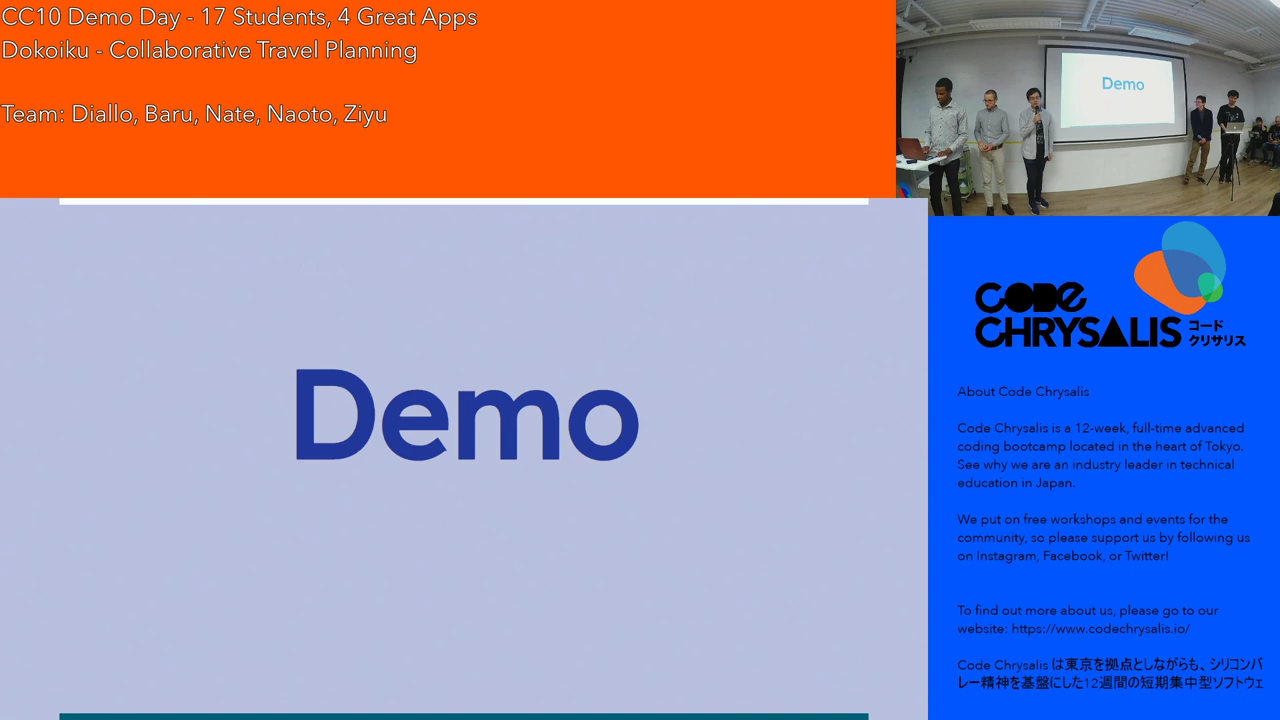 CC10 Demo Day - 17 Students, 4 Great Apps
Dokoiku - Collaborative Travel Planning
Team: Diallo, Baru, Nate, Naoto, Ziyu
Demo
Demo
CODE
CHRYSALIS
コード
クリサリス
About Code Chrysalis
Code Chrysalis is a 12-week, full-time advanced
coding bootcamp located in the heart of Tokyo.
See why we are an industry leader in technical
education in Japan.
We put on free workshops and events for the
community, so please support us by following us
on Instagram, Facebook, or Twitter!
To find out more about us, please go to our
website: https://www.codechrysalis.io/
Code Chrysalis は東京を拠点としながらも、シリコンバ
レー精神を基盤にした12週間の短期集中型ソフトウェ